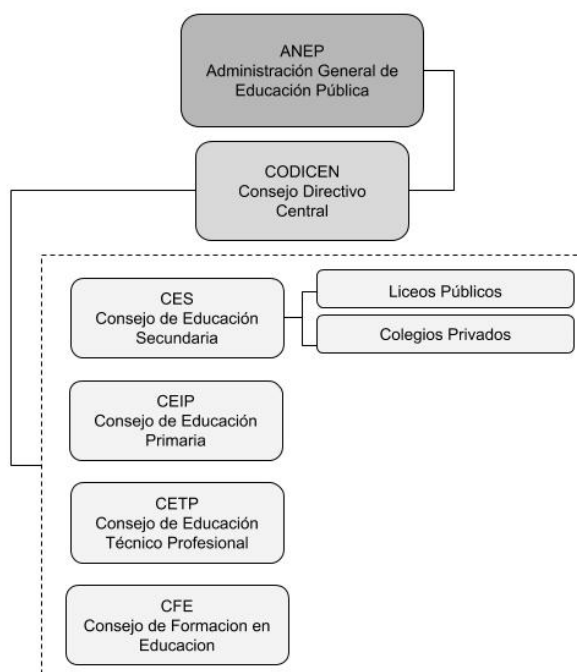 ANEP
Administración General de
Educación Pública
CODICEN
Consejo Directivo
Central
CES
Consejo de Educación
Secundaria
Liceos Públicos
Colegios Privados
CEIP
Consejo de Educación
Primaria
CETP
Consejo de Educación
Técnico Profesional
CFE
Consejo de Formacion en
Educacion